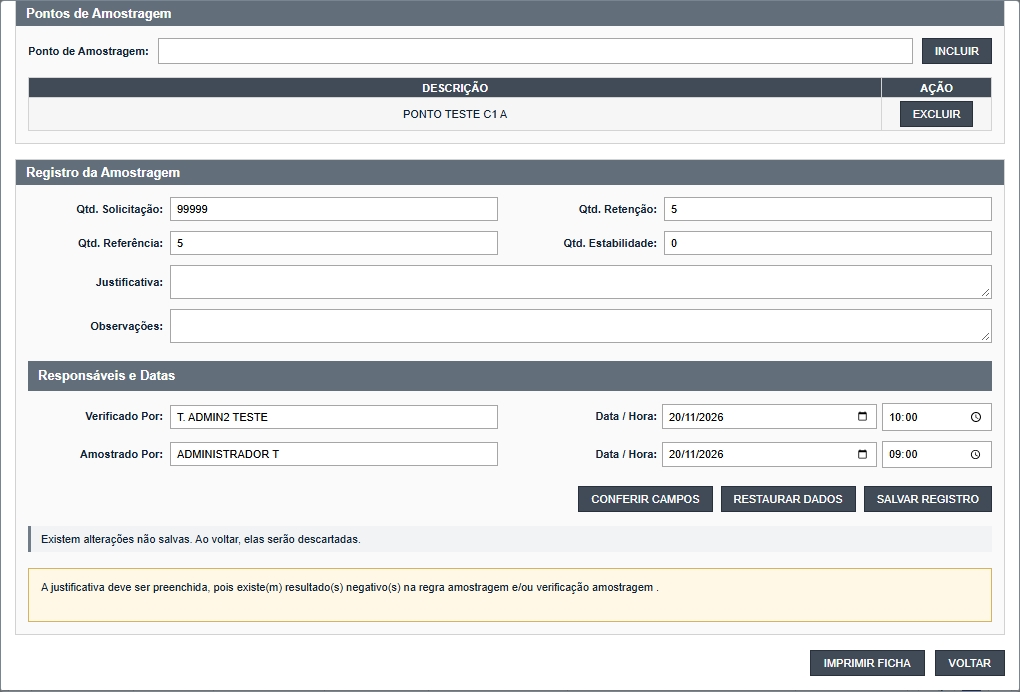 Pontos de Amostragem
Ponto de Amostragem: INCLUIR
DESCRIÇÃO AÇÃO
PONTO TESTE C1 A EXCLUIR
Registro da Amostragem
Qtd. Solicitação: 99999 Qtd. Retenção: 5
Qtd. Referência: 5 Qtd. Estabilidade: 0
Justificativa:
Observações:
Responsáveis e Datas
Verificado Por: T. ADMIN2 TESTE Data / Hora: 20/11/2026 10:00
Amostrado Por: ADMINISTRADOR T Data / Hora: 20/11/2026 09:00
CONFERIR CAMPOS RESTAURAR DADOS SALVAR REGISTRO
Existem alterações não salvas. Ao voltar, elas serão descartadas.
A justificativa deve ser preenchida, pois existe(m) resultado(s) negativo(s) na regra amostragem e/ou verificação amostragem .
IMPRIMIR FICHA VOLTAR